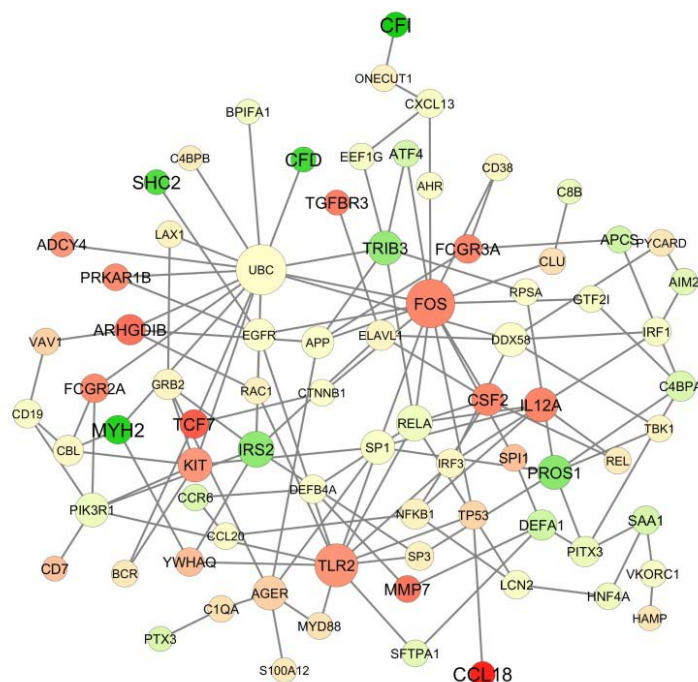 CFI
ONECUT1
CXCL13
BPIFA1
C4BPB
CFD
EEF1G
ATF4
CD38
SHC2
AHR
C8B
TGFBR3
LAX1
TRIB3
FCGR3A
APCS
PYCARD
ADCY4
CLU
UBC
AIM2
PRKAR1B
FOS
RPSA
GTF2I
ARHGDIB
EGFR
APP
ELAVL1
DDX58
IRF1
VAV1
FCGR2A
GRB2
RAC1
CTNNB1
C4BPA
CSF2
IL12A
CD19
MYH2
TCF7
RELA
TBK1
CBL
IRS2
SP1
KIT
IRF3
SPI1
REL
PROS1
DEFB4A
CCR6
PIK3R1
NFKB1
TP53
DEFA1
SAA1
CCL20
SP3
PITX3
CD7
BCR
YWHAQ
TLR2
VKORC1
MMP7
LCN2
HNF4A
AGER
C1QA
MYD88
HAMP
PTX3
SFTPA1
S100A12
CCL18